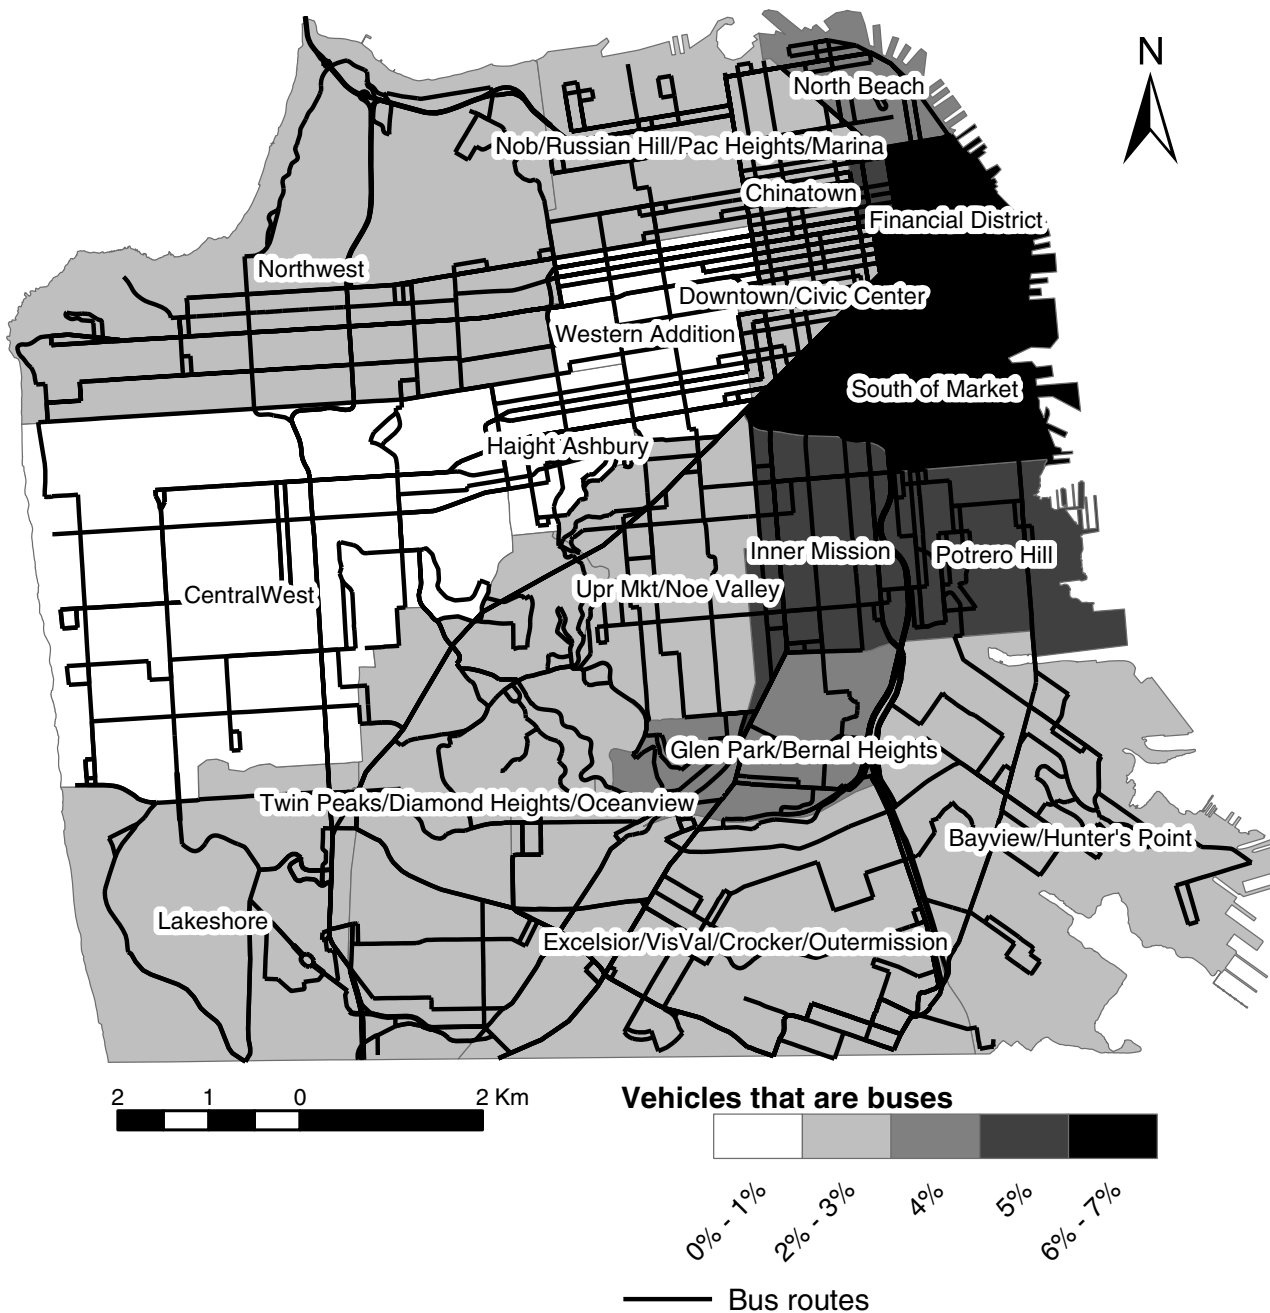 N
North Beach
Nob/Russian Hill/Pac Heights/Marina
Chinatown
Financial District
Northwest
Downtown/Civic Center
Western Addition
South of Market
Haight Ashbury
Inner Mission
Potrero Hill
CentralWest
Upr Mkt/Noe Valley
Glen Park/Bernal Heights
Twin Peaks/Diamond Heights/Oceanview
Bayview/Hunter's Point
Lakeshore
Excelsior/VisVal/Crocker/Outermission
2 1 0 2 Km
Vehicles that are buses
0% - 1% 2% - 3% 4% 5% 6% - 7%
Bus routes